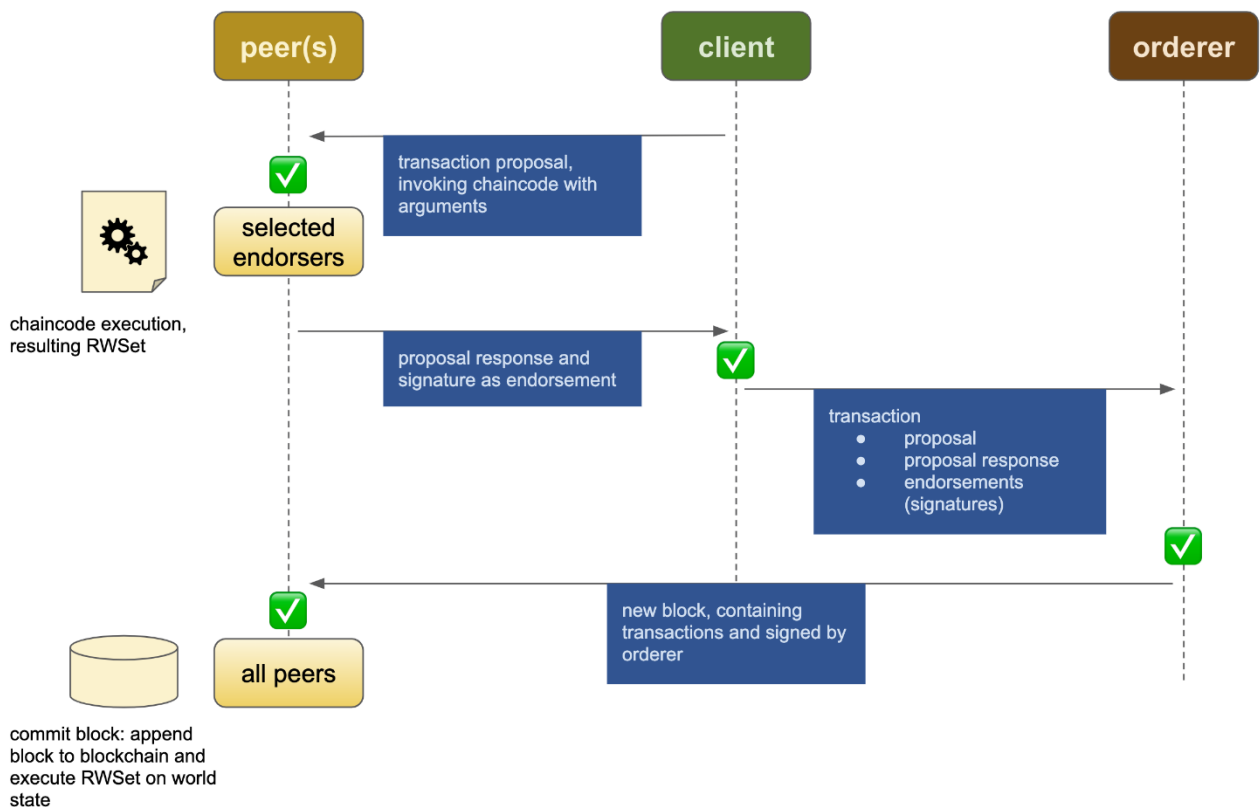 peer(s)
client
orderer
transaction proposal,
invoking chaincode with
arguments
selected
endorsers
chaincode execution,
resulting RWSet
proposal response and
signature as endorsement
transaction
● proposal
● proposal response
● endorsements
(signatures)
new block, containing
transactions and signed by
orderer
all peers
commit block: append
block to blockchain and
execute RWSet on world
state